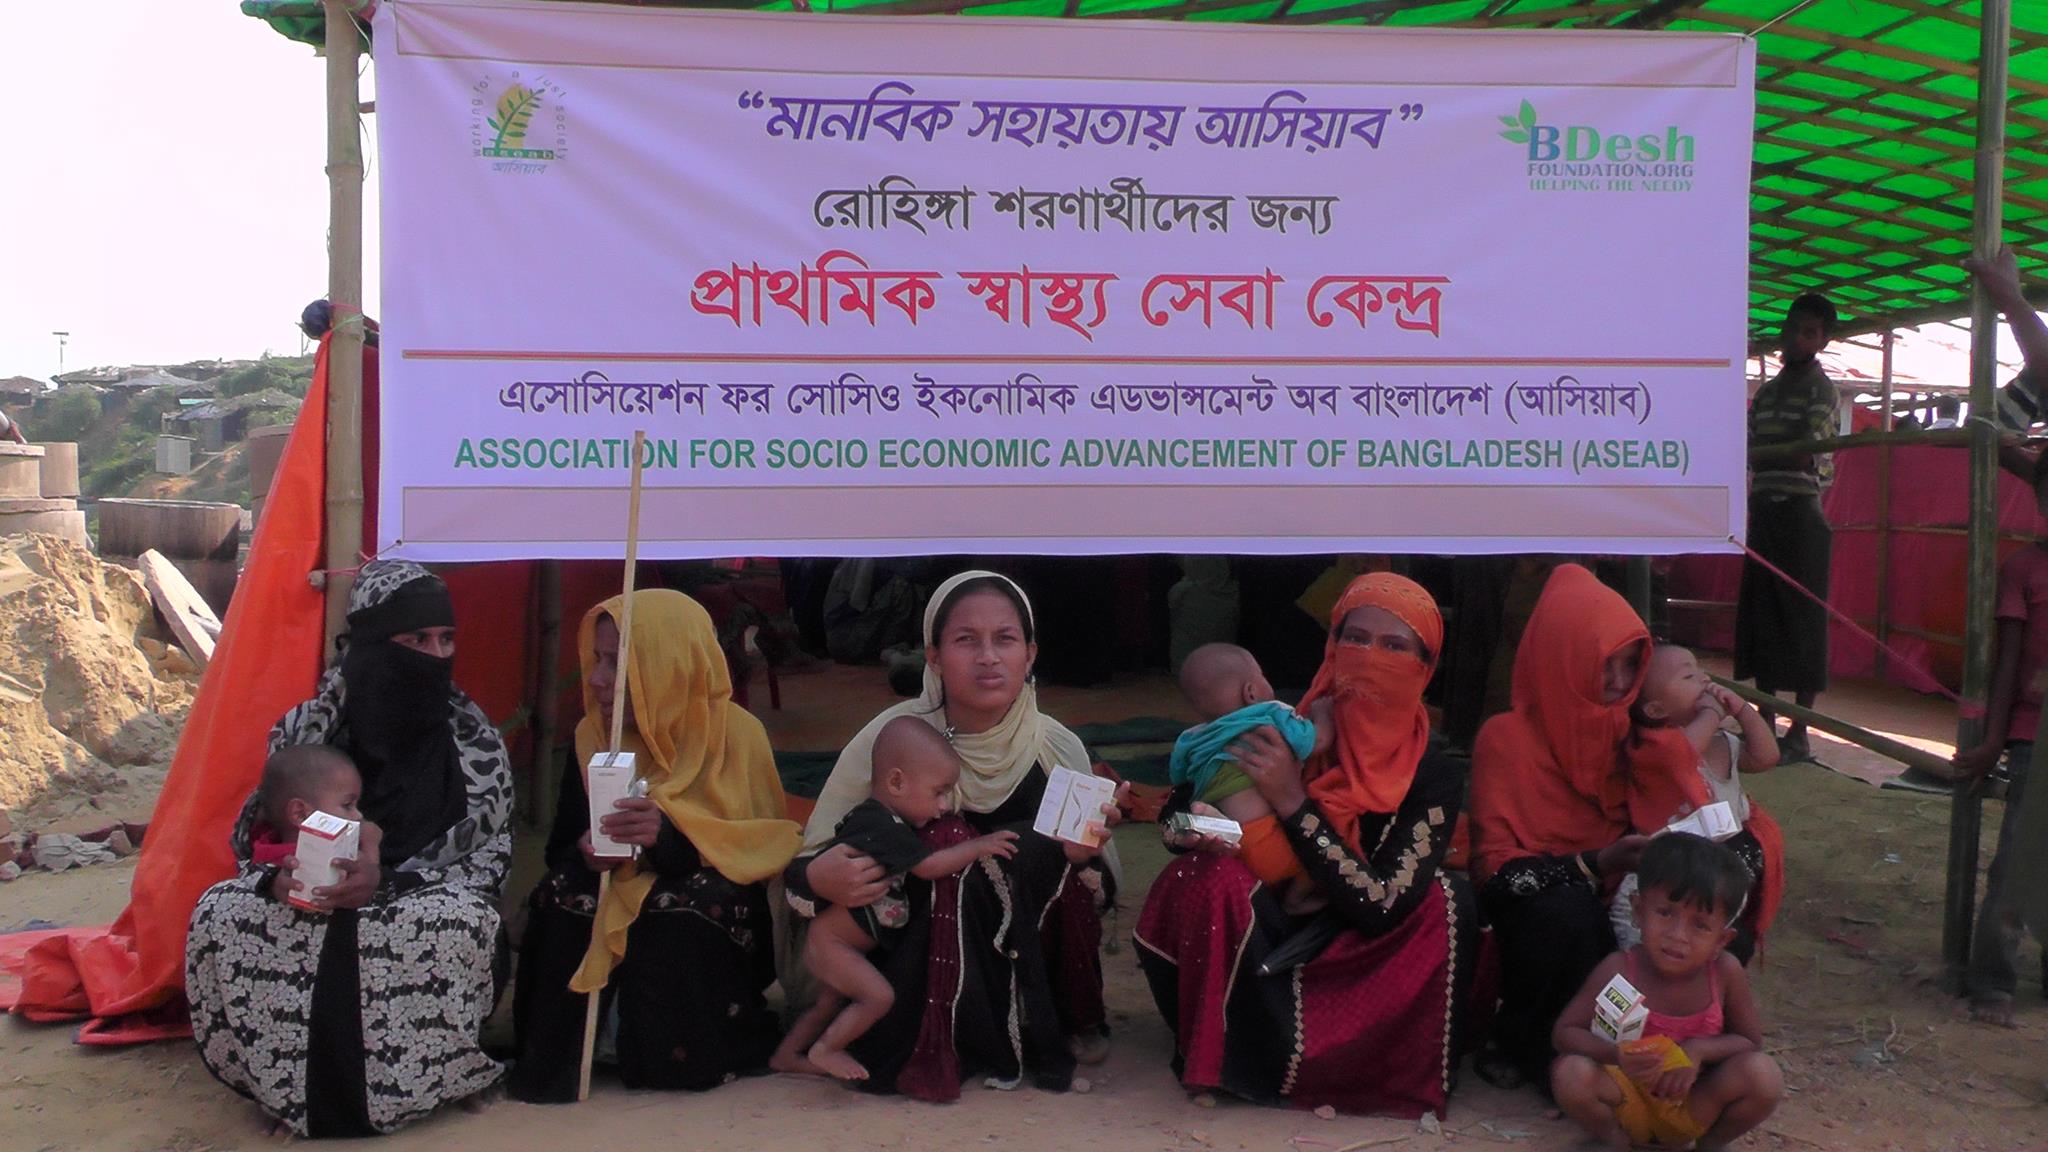 working for a just society
aseab
আসিয়াব
“মানবিক সহায়তায় আসিয়াব”
BDesh
FOUNDATION.ORG
HELPING THE NEEDY
রোহিঙ্গা শরণার্থীদের জন্য
প্রাথমিক স্বাস্থ্য সেবা কেন্দ্র
এসোসিয়েশন ফর সোসিও ইকনোমিক এডভান্সমেন্ট অব বাংলাদেশ (আসিয়াব)
ASSOCIATION FOR SOCIO ECONOMIC ADVANCEMENT OF BANGLADESH (ASEAB)